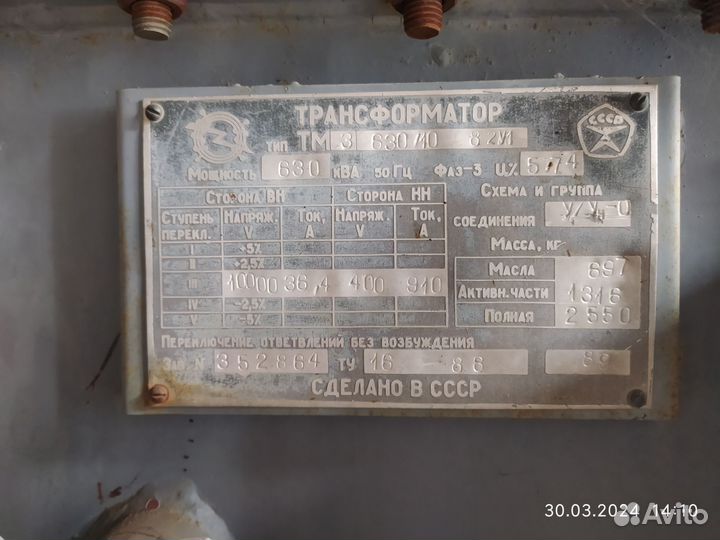 СССР
ТРАНСФОРМАТОР
ТИП ТМ З 630/10 82У1
МОЩНОСТЬ 630 КВА 50 ГЦ ФАЗ-3 U% 5,74
СТОРОНА ВН СТОРОНА НН
СТУПЕНЬ ПЕРЕКЛ. НАПРЯЖ. V ТОК, А НАПРЯЖ. V ТОК, А
I +5%
II +2,5%
III 10000 36,4 400 910
IV -2,5%
V -5%
СХЕМА И ГРУППА
СОЕДИНЕНИЯ У/Ун-0
МАССА, КГ
МАСЛА 697
АКТИВН. ЧАСТИ 1316
ПОЛНАЯ 2550
ПЕРЕКЛЮЧЕНИЕ ОТВЕТВЛЕНИЙ БЕЗ ВОЗБУЖДЕНИЯ
ЗАВ. N 352864 ТУ 16 86 89
СДЕЛАНО В СССР
30.03.2024 14:10
Avito